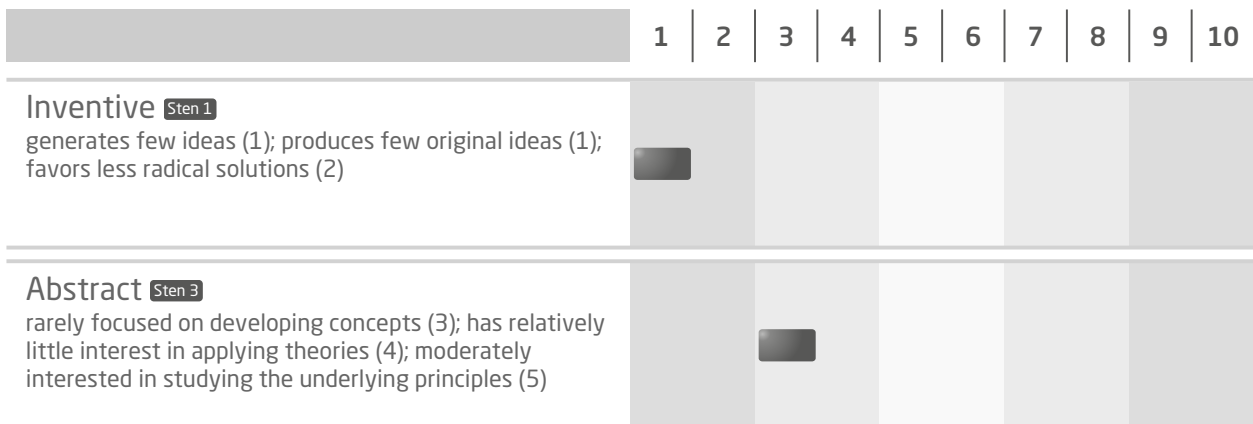 1 2 3 4 5 6 7 8 9 10
Inventive Sten 1
generates few ideas (1); produces few original ideas (1);
favors less radical solutions (2)
Abstract Sten 3
rarely focused on developing concepts (3); has relatively
little interest in applying theories (4); moderately
interested in studying the underlying principles (5)